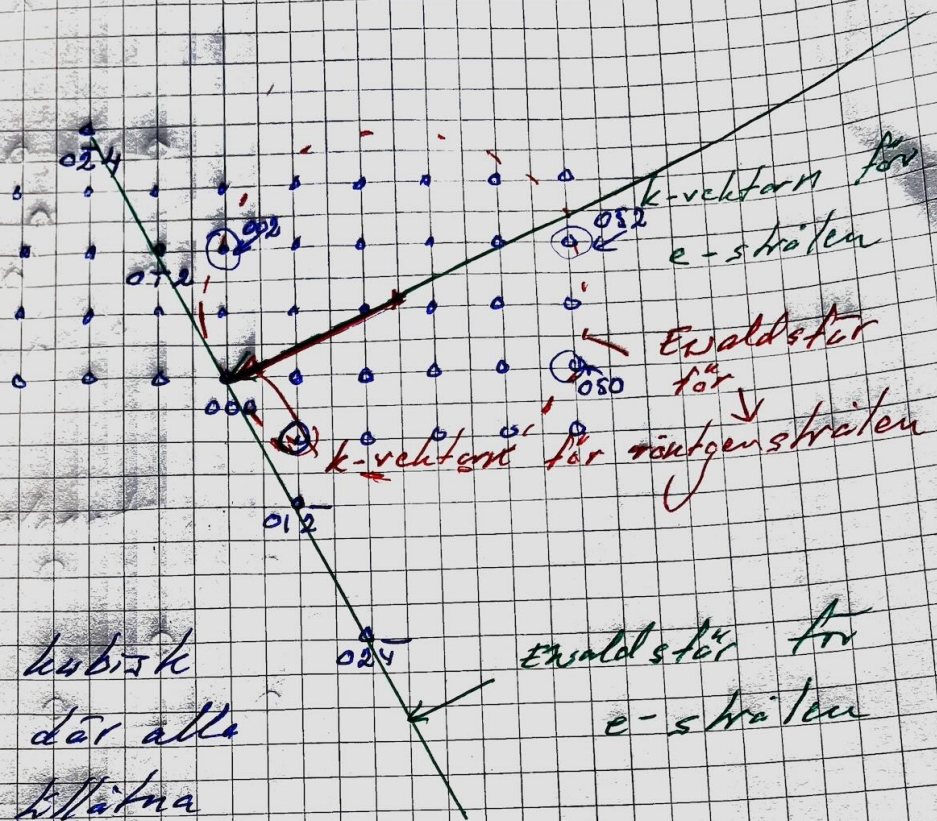 024
002
012
052
k-vektorn för
e-strålen
Ewaldsfär
för
050
000
k-vektorn för röntgenstrålen
012̅
024̅
Ewaldsfär för
e-strålen
kubisk
där alla
tillåtna